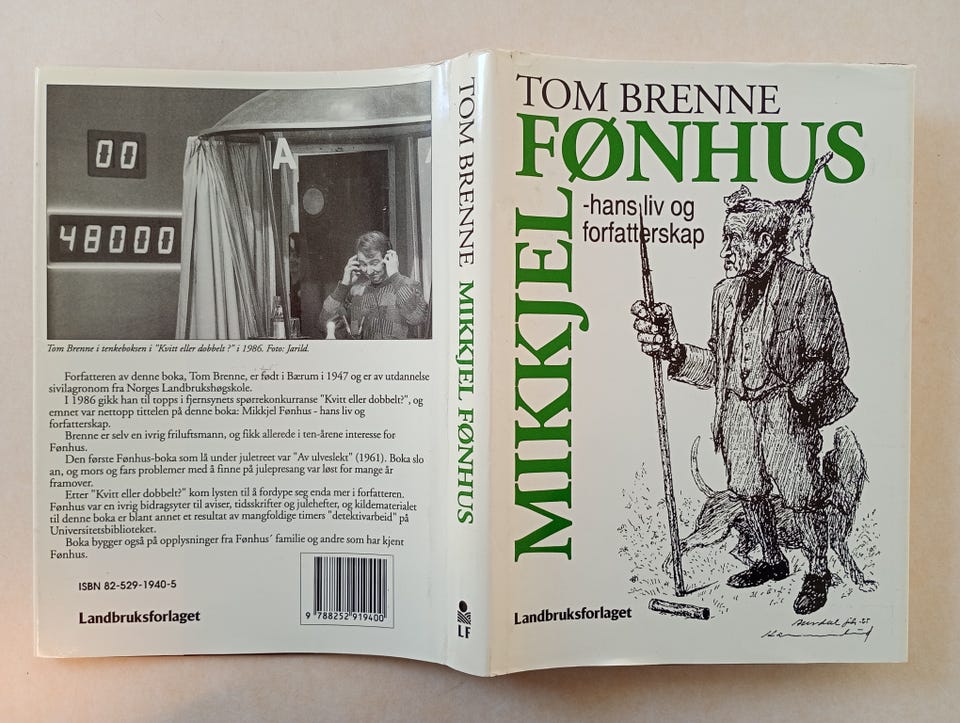 00
48000
A
Tom Brenne i tenkeboksen i "Kvitt eller dobbelt ?" i 1986. Foto: Jarild.
Forfatteren av denne boka, Tom Brenne, er født i Bærum i 1947 og er av utdannelse
sivilagronom fra Norges Landbrukshøgskole.
I 1986 gikk han til topps i fjernsynets spørrekonkurranse "Kvitt eller dobbelt?", og
emnet var nettopp tittelen på denne boka: Mikkjel Fønhus - hans liv og
forfatterskap.
Brenne er selv en ivrig friluftsmann, og fikk allerede i ten-årene interesse for
Fønhus.
Den første Fønhus-boka som lå under juletreet var "Av ulveslekt" (1961). Boka slo
an, og mors og fars problemer med å finne på julepresang var løst for mange år
framover.
Etter "Kvitt eller dobbelt?" kom lysten til å fordype seg enda mer i forfatteren.
Fønhus var en ivrig bidragsyter til aviser, tidsskrifter og julehefter, og kildematerialet
til denne boka er blant annet et resultat av mangfoldige timers "detektivarbeid" på
Universitetsbiblioteket.
Boka bygger også på opplysninger fra Fønhus´ familie og andre som har kjent
Fønhus.
ISBN 82-529-1940-5
9 788252 919400
Landbruksforlaget
TOM BRENNE MIKKJEL FØNHUS
LF
TOM BRENNE
FØNHUS
MIKKJEL
-hans liv og
forfatterskap
Landbruksforlaget